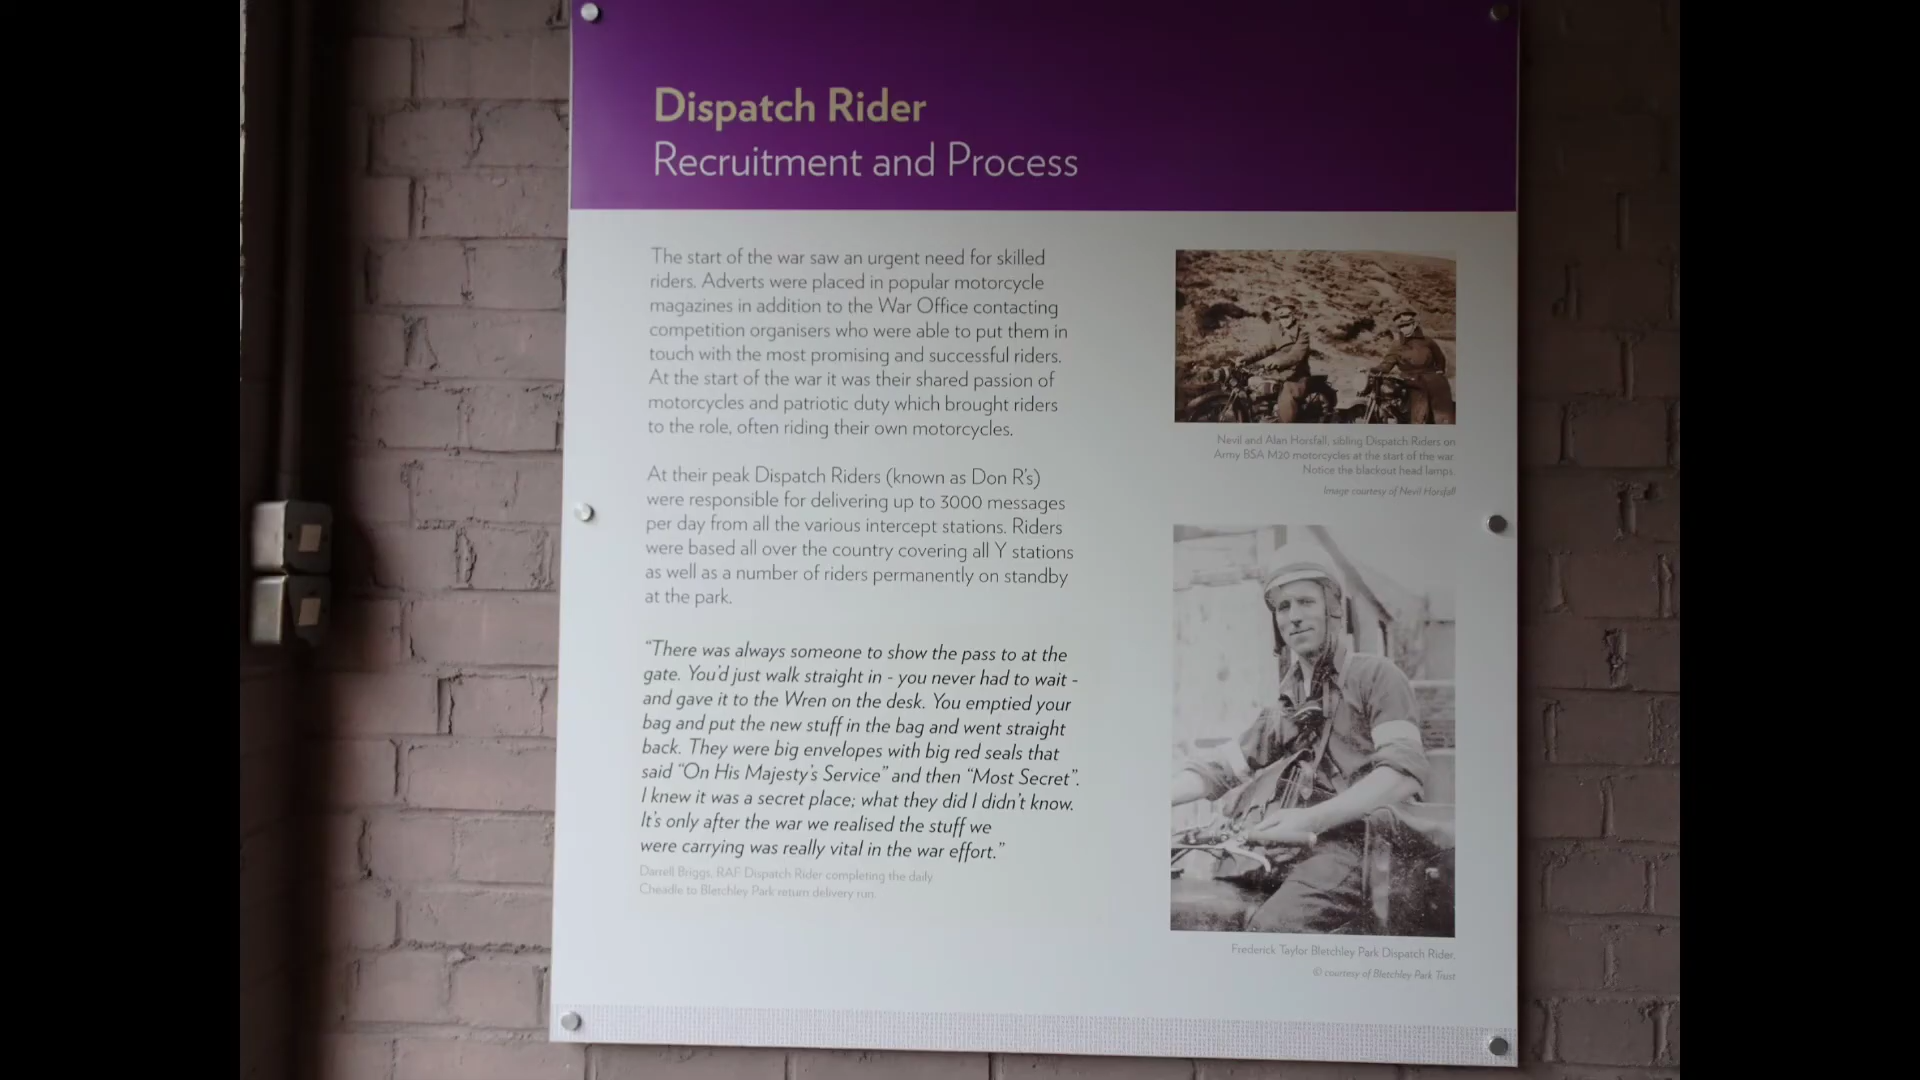 Dispatch Rider
Recruitment and Process
The start of the war saw an urgent need for skilled
riders. Adverts were placed in popular motorcycle
magazines in addition to the War Office contacting
competition organisers who were able to put them in
touch with the most promising and successful riders.
At the start of the war it was their shared passion of
motorcycles and patriotic duty which brought riders
to the role, often riding their own motorcycles.
At their peak Dispatch Riders (known as Don R's)
were responsible for delivering up to 3000 messages
per day from all the various intercept stations. Riders
were based all over the country covering all Y stations
as well as a number of riders permanently on standby
at the park.
“There was always someone to show the pass to at the
gate. You'd just walk straight in - you never had to wait -
and gave it to the Wren on the desk. You emptied your
bag and put the new stuff in the bag and went straight
back. They were big envelopes with big red seals that
said “On His Majesty's Service” and then “Most Secret”.
I knew it was a secret place; what they did I didn't know.
It's only after the war we realised the stuff we
were carrying was really vital in the war effort.”
Darrell Briggs, RAF Dispatch Rider completing the daily
Cheadle to Bletchley Park return delivery run.
Nevil and Alan Horsfall, sibling Dispatch Riders on
Army BSA M20 motorcycles at the start of the war.
Notice the blackout head lamps.
Image courtesy of Nevil Horsfall
Frederick Taylor Bletchley Park Dispatch Rider.
© courtesy of Bletchley Park Trust